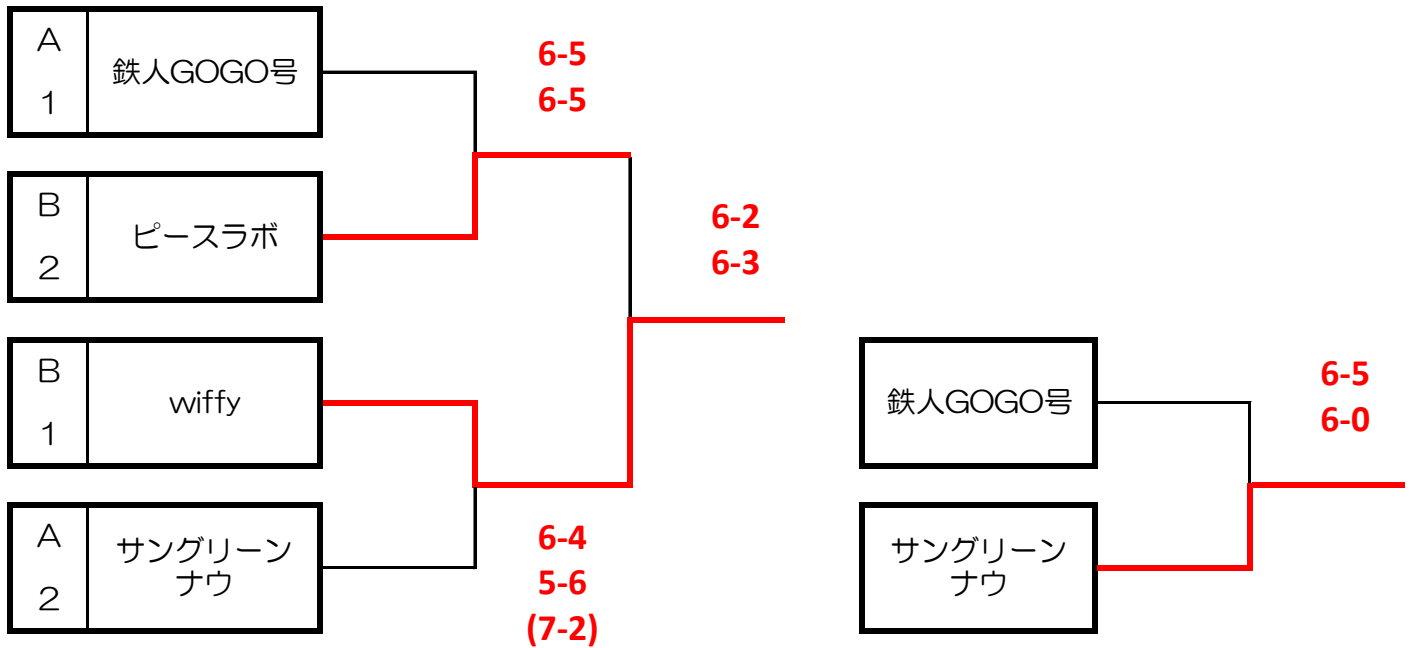 A
1
鉄人GOGO号
6-5
6-5
B
2
ピースラボ
6-2
6-3
B
1
wiffy
A
2
サングリーン
ナウ
6-4
5-6
(7-2)
鉄人GOGO号
6-5
6-0
サングリーン
ナウ